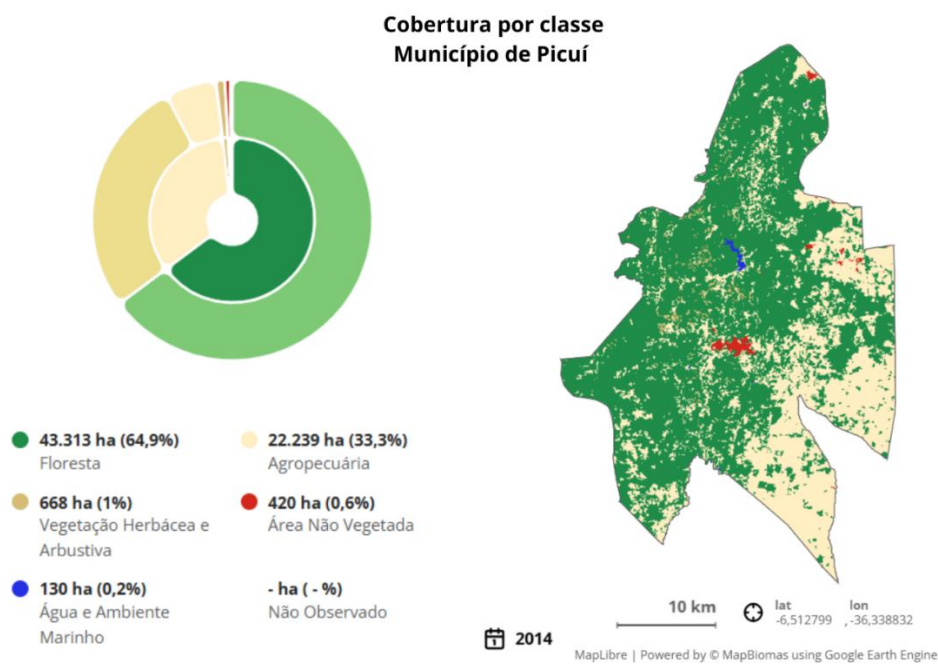 Cobertura por classe
Município de Picuí
43.313 ha (64,9%)
Floresta
22.239 ha (33,3%)
Agropecuária
668 ha (1%)
Vegetação Herbácea e
Arbustiva
420 ha (0,6%)
Área Não Vegetada
130 ha (0,2%)
Água e Ambiente
Marinho
- ha ( - %)
Não Observado
1
2014
10 km
lat
-6,512799
lon
, -36,338832
MapLibre | Powered by © MapBiomas using Google Earth Engine